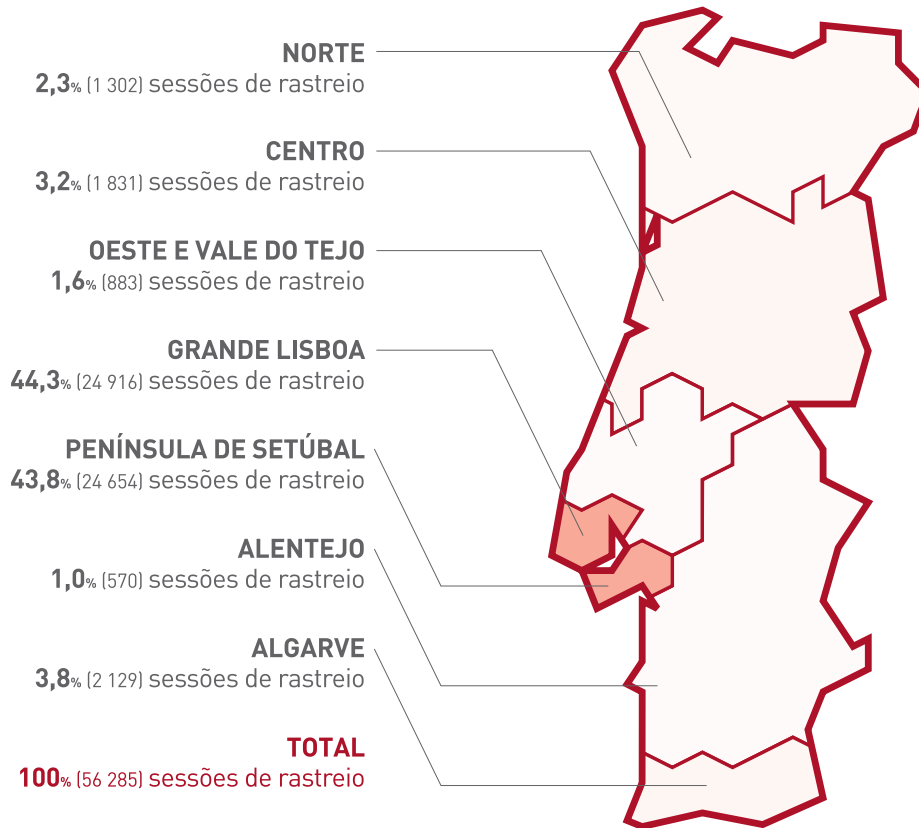 NORTE
2,3% (1 302) sessões de rastreio
CENTRO
3,2% (1 831) sessões de rastreio
OESTE E VALE DO TEJO
1,6% (883) sessões de rastreio
GRANDE LISBOA
44,3% (24 916) sessões de rastreio
PENÍNSULA DE SETÚBAL
43,8% (24 654) sessões de rastreio
ALENTEJO
1,0% (570) sessões de rastreio
ALGARVE
3,8% (2 129) sessões de rastreio
TOTAL
100% (56 285) sessões de rastreio